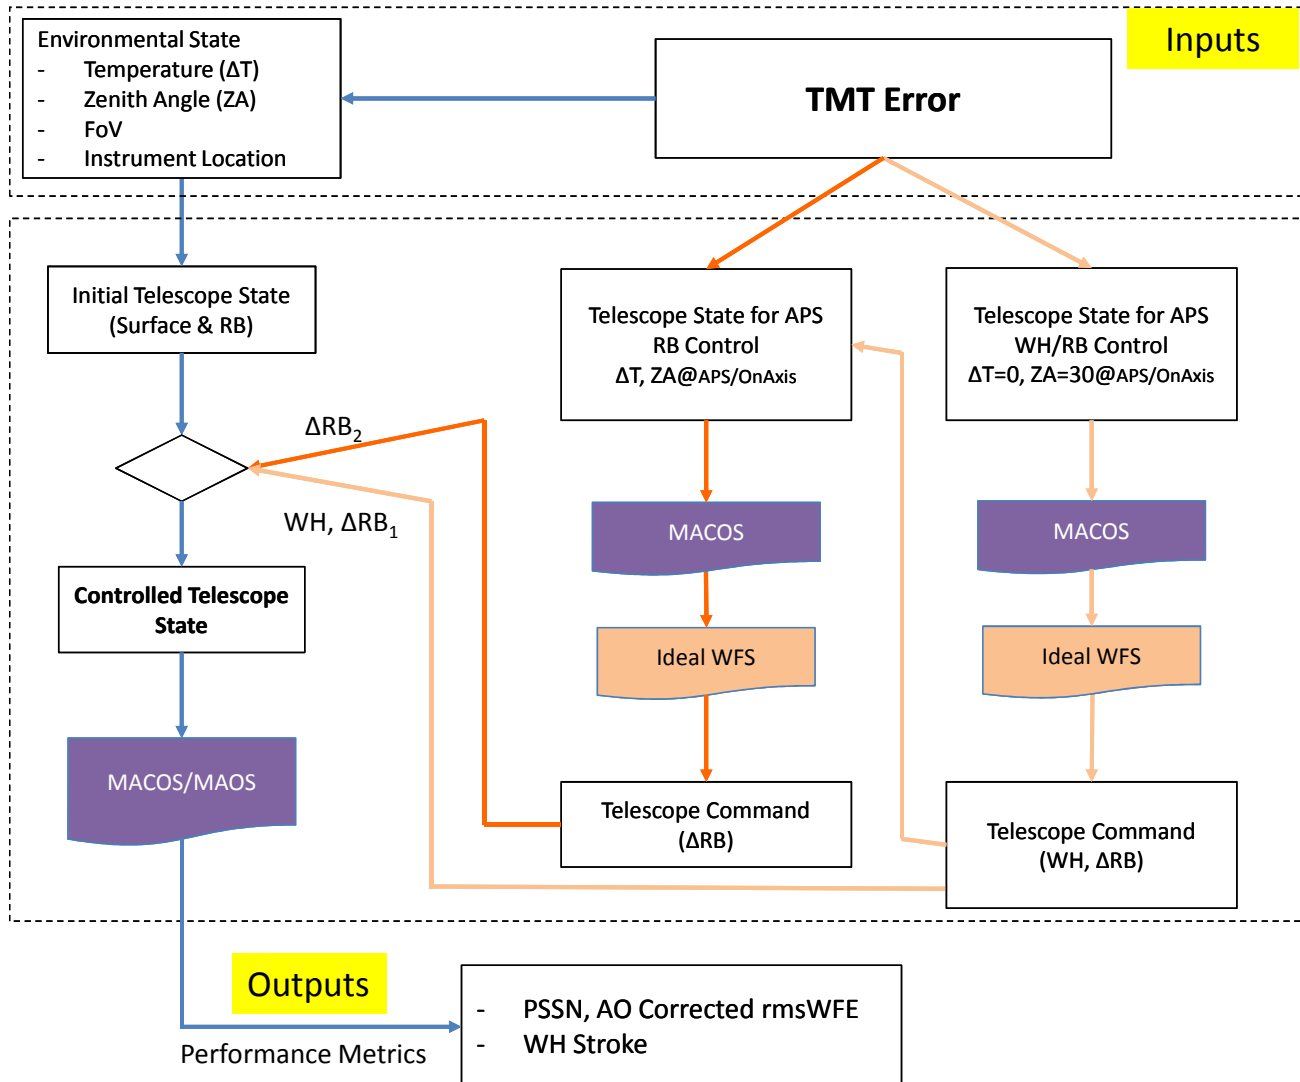 Inputs
Environmental State
- Temperature (ΔT)
- Zenith Angle (ZA)
- FoV
- Instrument Location
TMT Error
Initial Telescope State
(Surface & RB)
Telescope State for APS
RB Control
ΔT, ZA@APS/OnAxis
Telescope State for APS
WH/RB Control
ΔT=0, ZA=30@APS/OnAxis
ΔRB₂
WH, ΔRB₁
MACOS
MACOS
Controlled Telescope
State
Ideal WFS
Ideal WFS
MACOS/MAOS
Telescope Command
(ΔRB)
Telescope Command
(WH, ΔRB)
Outputs
Performance Metrics
- PSSN, AO Corrected rmsWFE
- WH Stroke